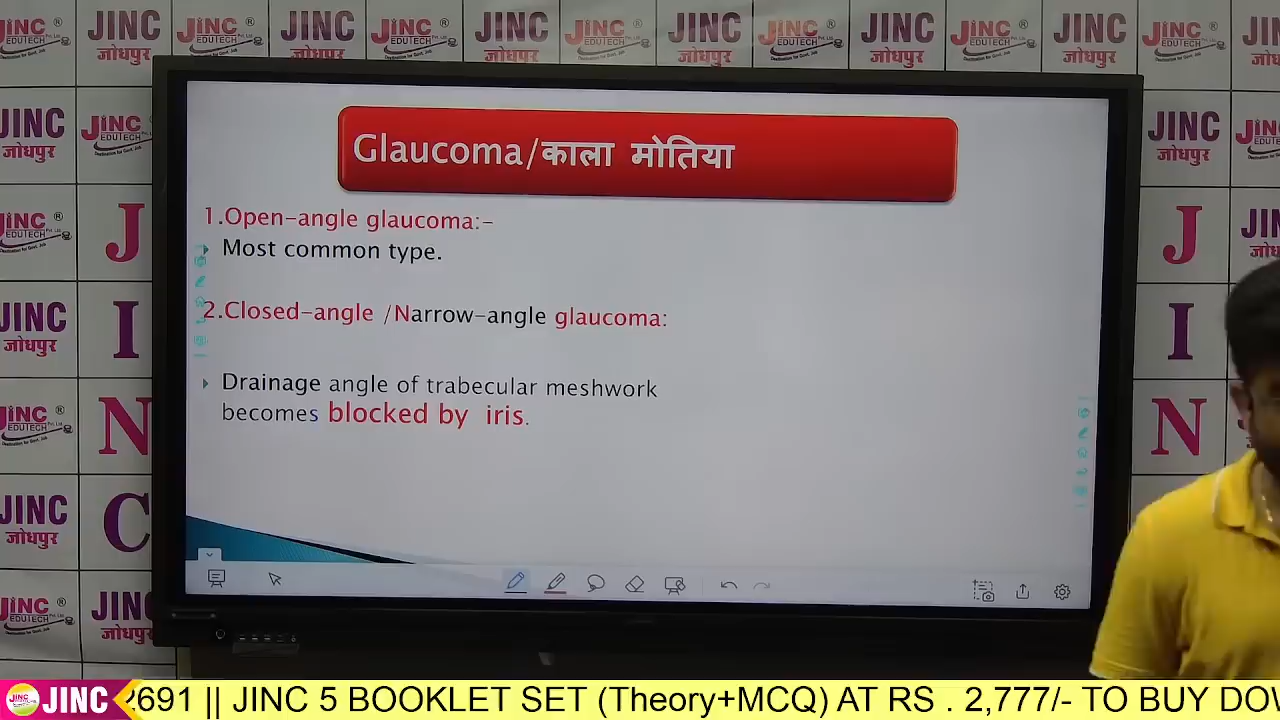 JINC
EDUTECH
जोधपुर
Glaucoma/काला मोतिया
1.Open-angle glaucoma:-
Most common type.
2.Closed-angle /Narrow-angle glaucoma:
Drainage angle of trabecular meshwork
becomes blocked by iris.
J
I
N
C
J
I
N
JINC
2691 || JINC 5 BOOKLET SET (Theory+MCQ) AT RS . 2,777/- TO BUY DOW